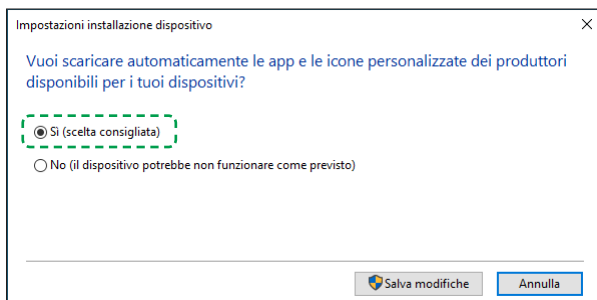 Impostazioni installazione dispositivo
Vuoi scaricare automaticamente le app e le icone personalizzate dei produttori
disponibili per i tuoi dispositivi?
Sì (scelta consigliata)
No (il dispositivo potrebbe non funzionare come previsto)
Salva modifiche
Annulla